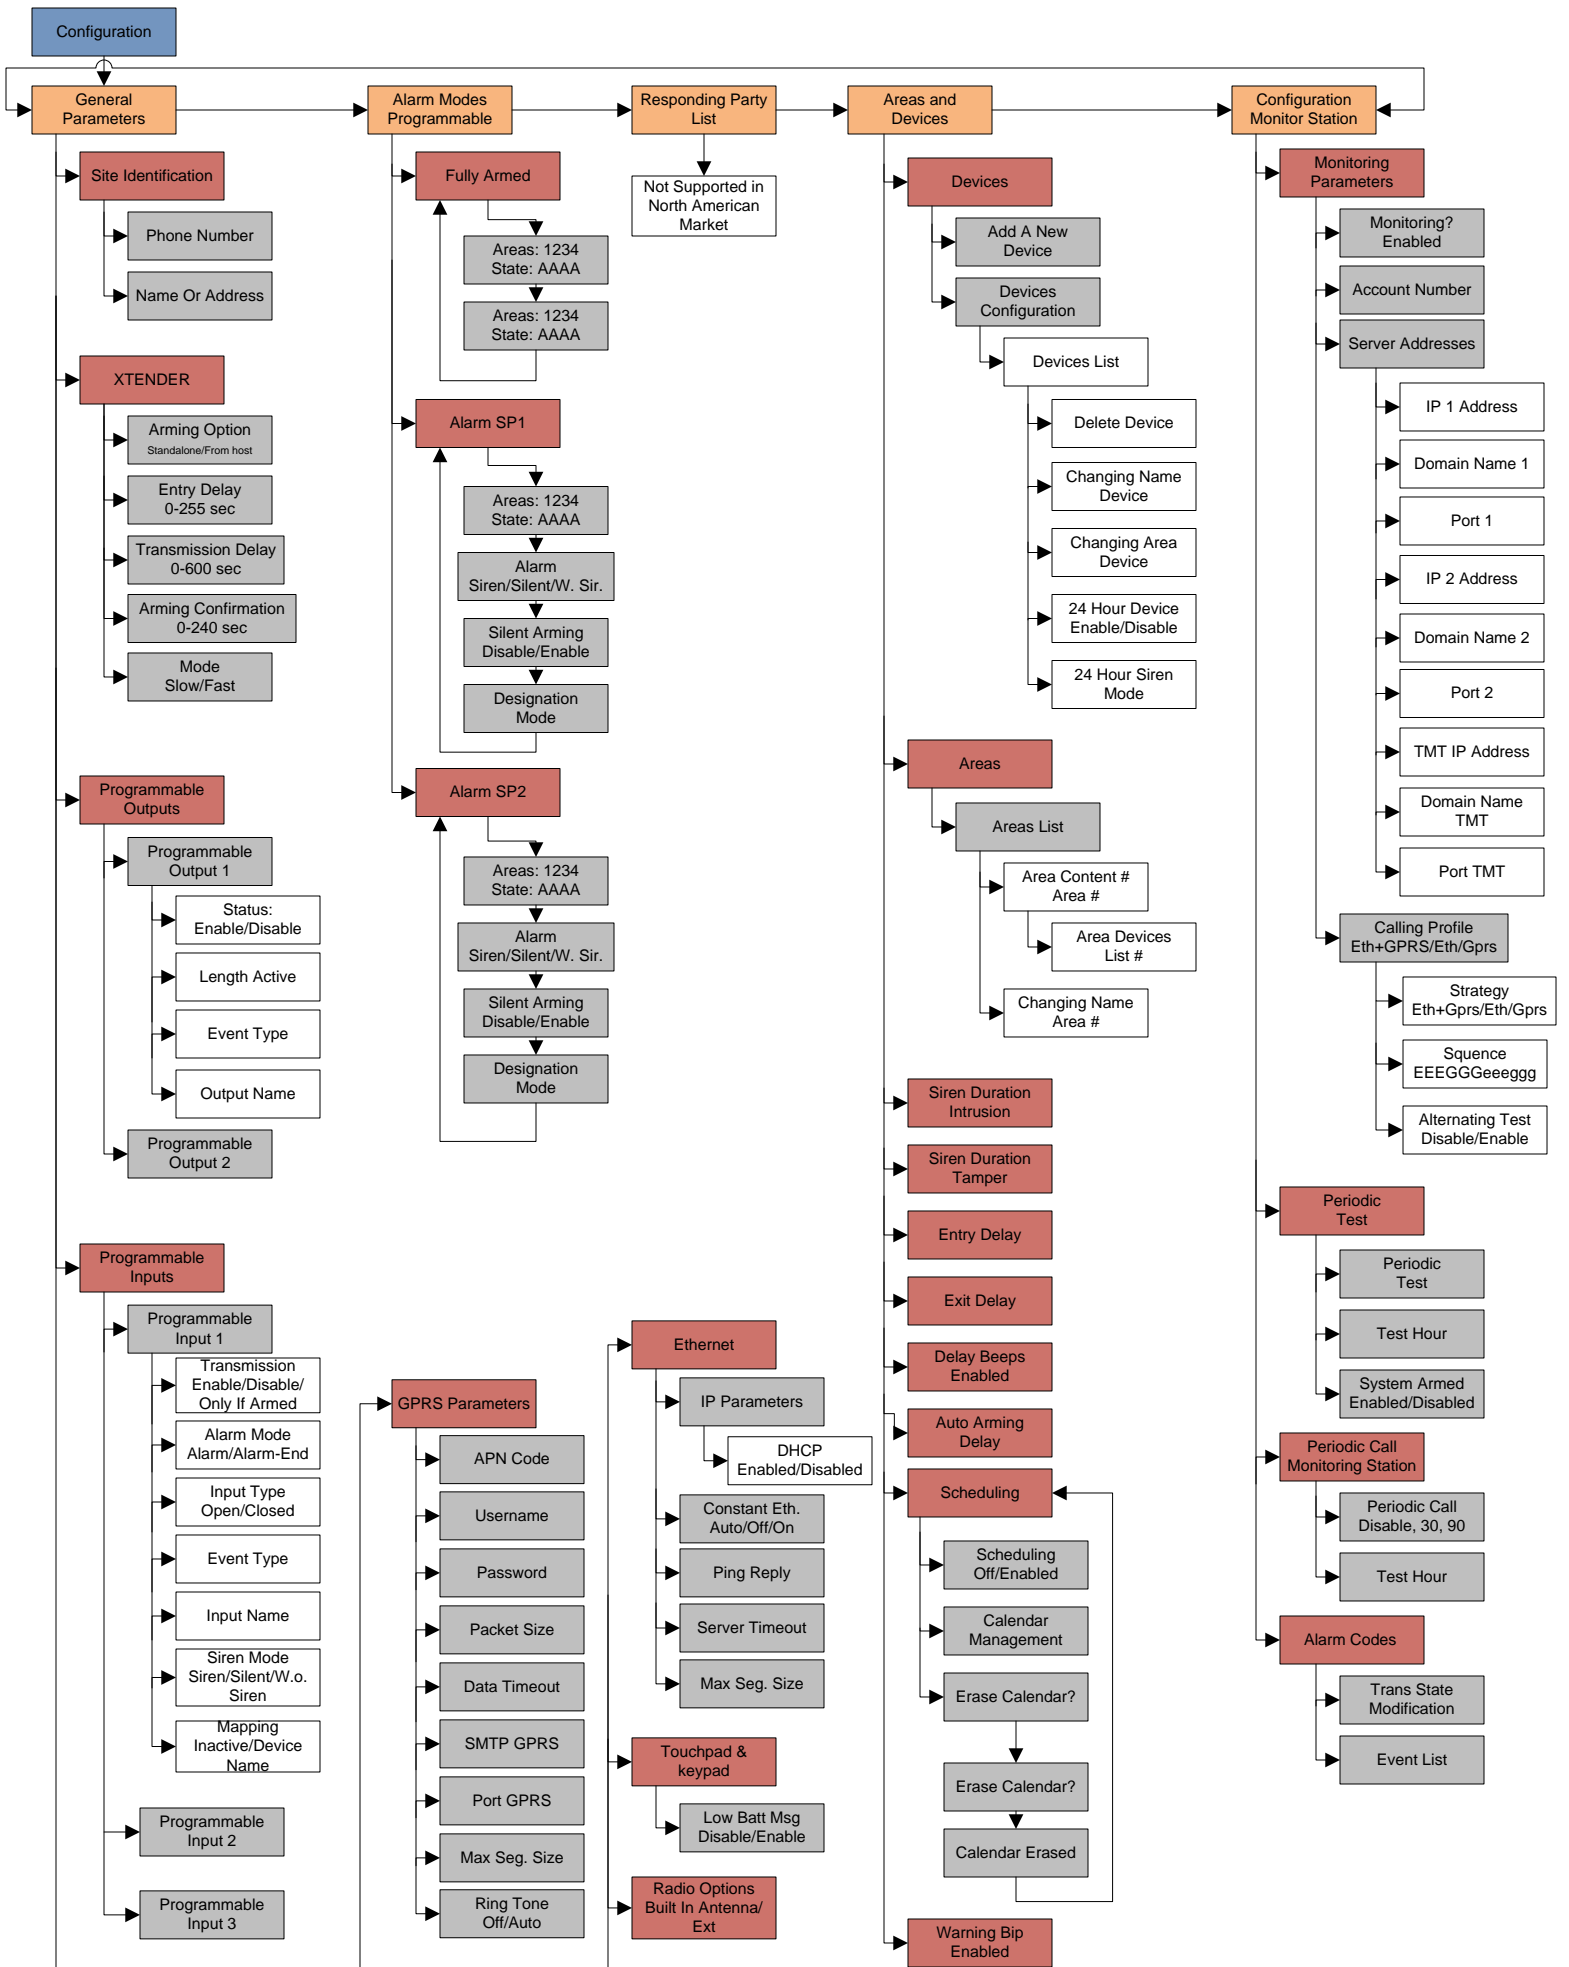 Configuration
General
Parameters
Site Identification
Phone Number
Name Or Address
XTENDER
Arming Option
Standalone/From host
Entry Delay
0-255 sec
Transmission Delay
0-600 sec
Arming Confirmation
0-240 sec
Mode
Slow/Fast
Programmable
Outputs
Programmable
Output 1
Status:
Enable/Disable
Length Active
Event Type
Output Name
Programmable
Output 2
Programmable
Inputs
Programmable
Input 1
Transmission
Enable/Disable/
Only If Armed
Alarm Mode
Alarm/Alarm-End
Input Type
Open/Closed
Event Type
Input Name
Siren Mode
Siren/Silent/W.o.
Siren
Mapping
Inactive/Device
Name
Programmable
Input 2
Programmable
Input 3
Alarm Modes
Programmable
Fully Armed
Areas: 1234
State: AAAA
Areas: 1234
State: AAAA
Alarm SP1
Areas: 1234
State: AAAA
Alarm
Siren/Silent/W. Sir.
Silent Arming
Disable/Enable
Designation
Mode
Alarm SP2
Areas: 1234
State: AAAA
Alarm
Siren/Silent/W. Sir.
Silent Arming
Disable/Enable
Designation
Mode
GPRS Parameters
APN Code
Username
Password
Packet Size
Data Timeout
SMTP GPRS
Port GPRS
Max Seg. Size
Ring Tone
Off/Auto
Responding Party
List
Not Supported in
North American
Market
Ethernet
IP Parameters
DHCP
Enabled/Disabled
Constant Eth.
Auto/Off/On
Ping Reply
Server Timeout
Max Seg. Size
Touchpad &
keypad
Low Batt Msg
Disable/Enable
Radio Options
Built In Antenna/
Ext
Areas and
Devices
Devices
Add A New
Device
Devices
Configuration
Devices List
Delete Device
Changing Name
Device
Changing Area
Device
24 Hour Device
Enable/Disable
24 Hour Siren
Mode
Areas
Areas List
Area Content #
Area #
Area Devices
List #
Changing Name
Area #
Siren Duration
Intrusion
Siren Duration
Tamper
Entry Delay
Exit Delay
Delay Beeps
Enabled
Auto Arming
Delay
Scheduling
Scheduling
Off/Enabled
Calendar
Management
Erase Calendar?
Erase Calendar?
Calendar Erased
Warning Bip
Enabled
Configuration
Monitor Station
Monitoring
Parameters
Monitoring?
Enabled
Account Number
Server Addresses
IP 1 Address
Domain Name 1
Port 1
IP 2 Address
Domain Name 2
Port 2
TMT IP Address
Domain Name
TMT
Port TMT
Calling Profile
Eth+GPRS/Eth/Gprs
Strategy
Eth+Gprs/Eth/Gprs
Squence
EEEGGGeeeggg
Alternating Test
Disable/Enable
Periodic
Test
Periodic
Test
Test Hour
System Armed
Enabled/Disabled
Periodic Call
Monitoring Station
Periodic Call
Disable, 30, 90
Test Hour
Alarm Codes
Trans State
Modification
Event List